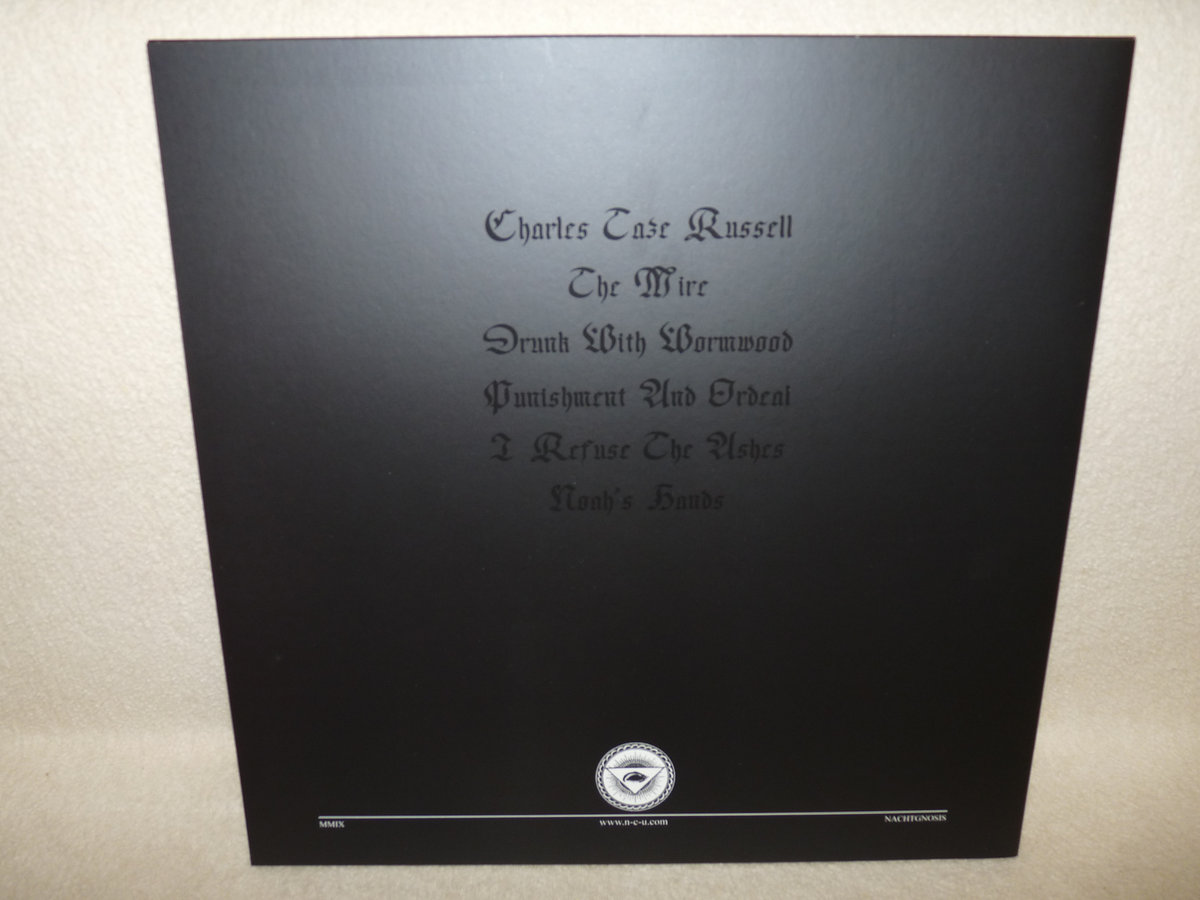 Charles Taze Russell
The Mire
Drunk With Wormwood
Punishment And Ordeal
I Refuse The Ashes
Noah's Hands
MMIX
www.n-c-u.com
NACHTGNOSIS